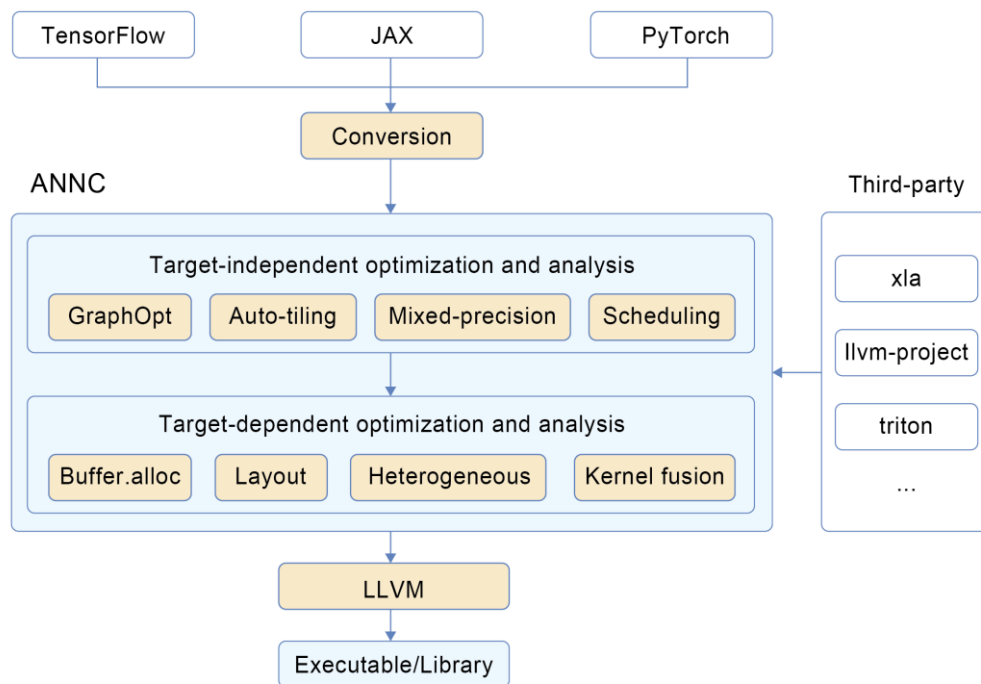 TensorFlow
JAX
PyTorch
Conversion
ANNC
Third-party
Target-independent optimization and analysis
GraphOpt
Auto-tiling
Mixed-precision
Scheduling
Target-dependent optimization and analysis
Buffer.alloc
Layout
Heterogeneous
Kernel fusion
xla
llvm-project
triton
...
LLVM
Executable/Library